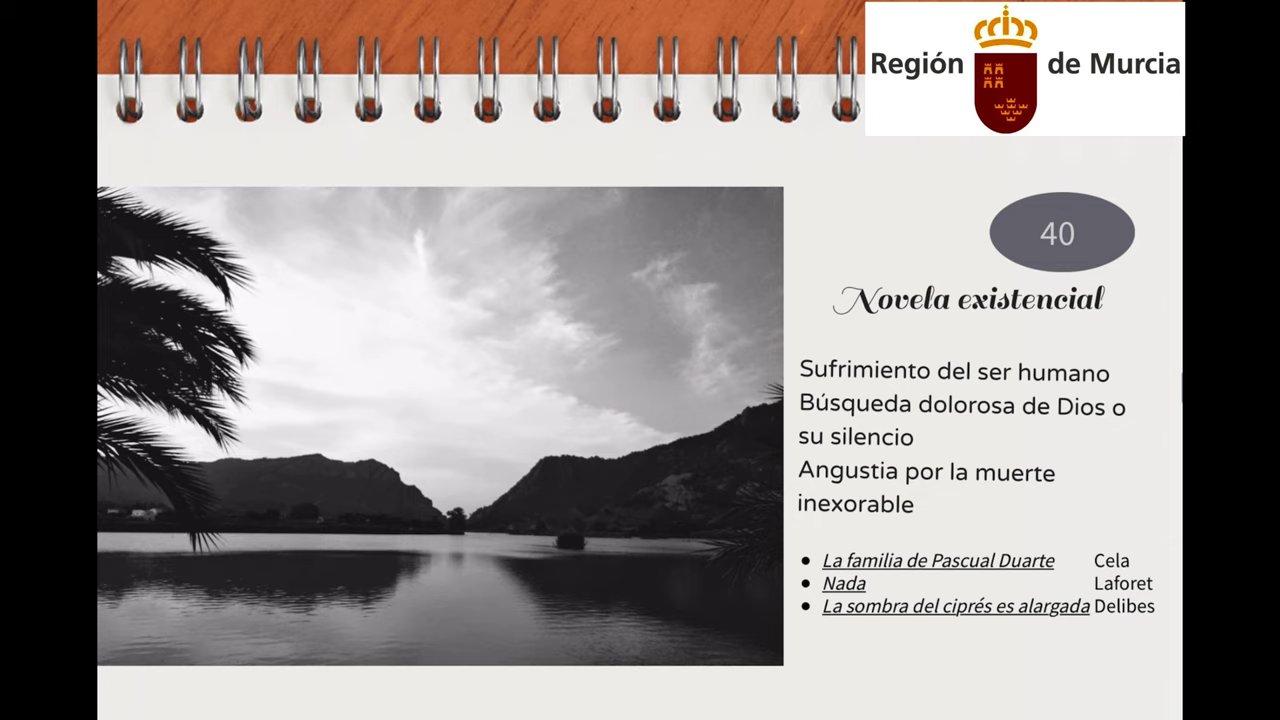 Región de Murcia
40
Novela existencial
Sufrimiento del ser humano
Búsqueda dolorosa de Dios o
su silencio
Angustia por la muerte
inexorable
• La familia de Pascual Duarte Cela
• Nada Laforet
• La sombra del ciprés es alargada Delibes